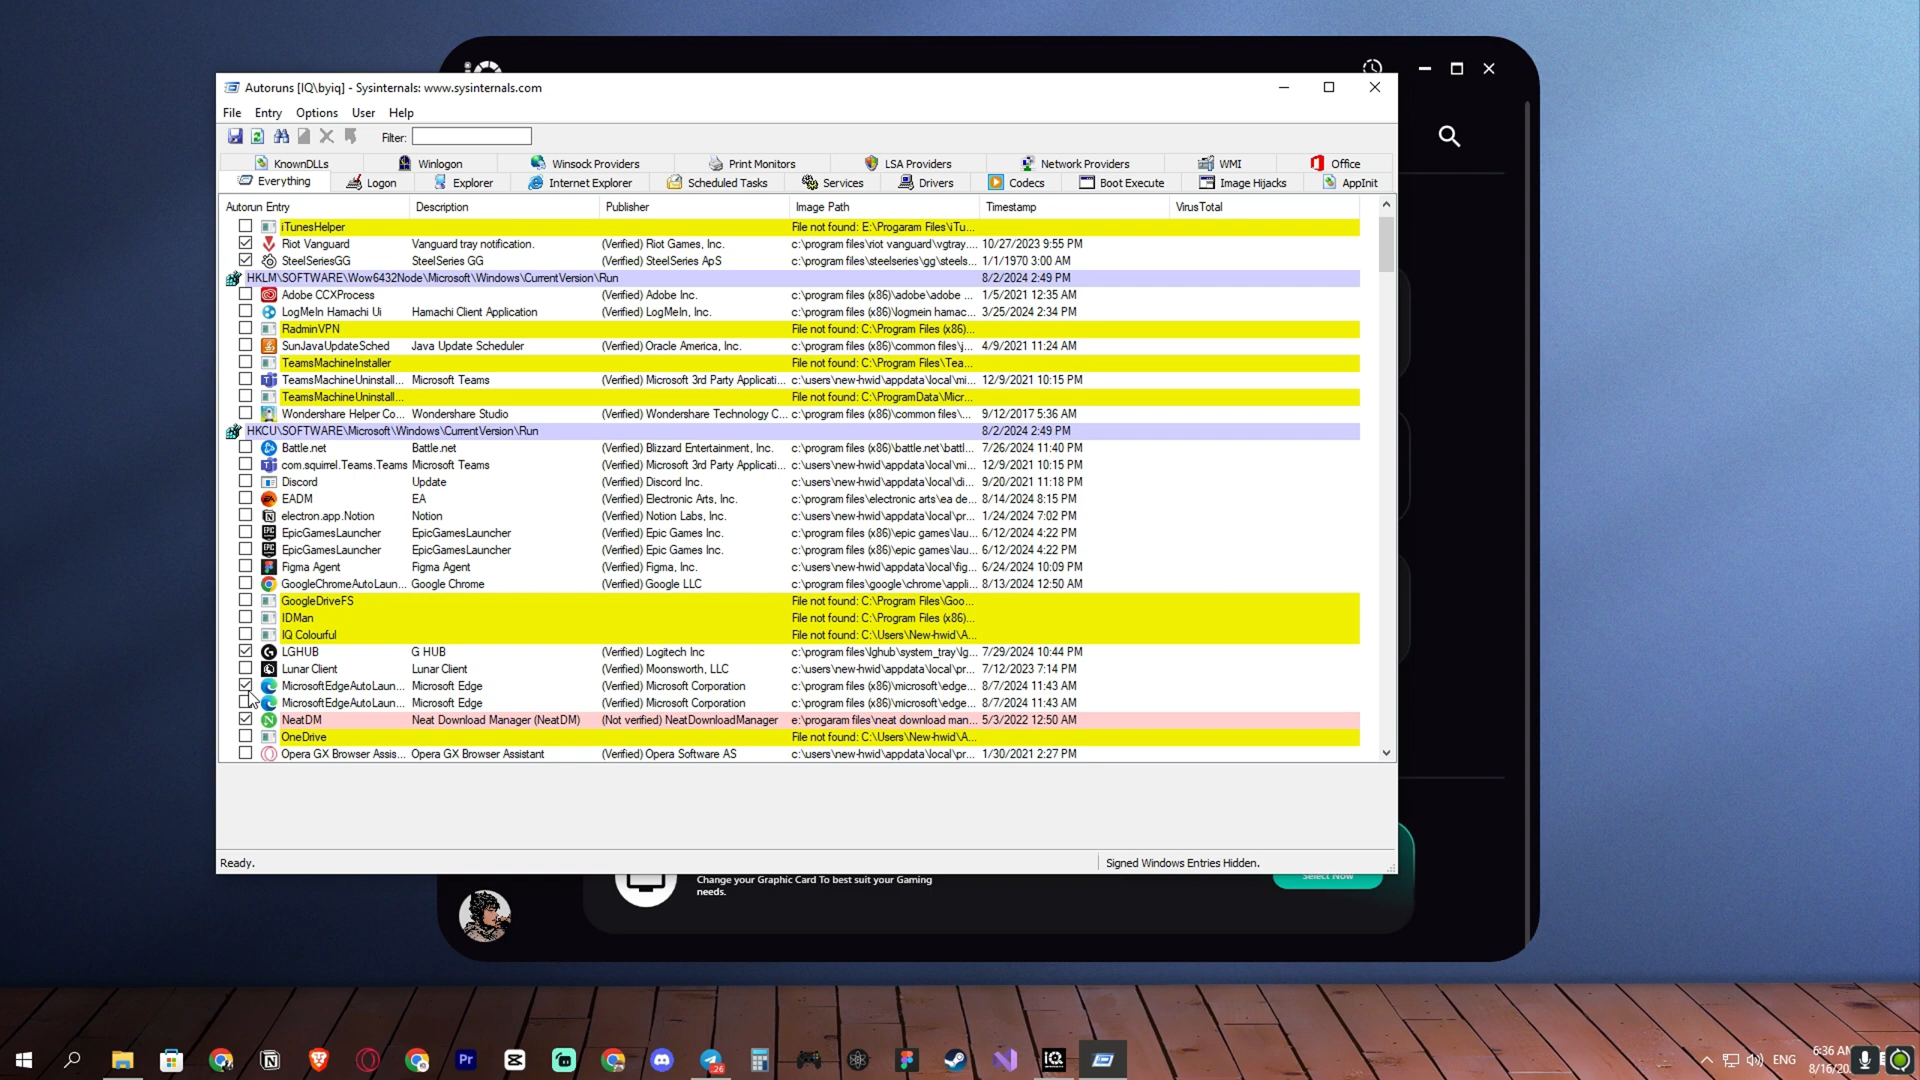 Autoruns [IQ\byiq] - Sysinternals: www.sysinternals.com
File Entry Options User Help
Filter:
KnownDLLs Winlogon Winsock Providers Print Monitors LSA Providers Network Providers WMI Office
Everything Logon Explorer Internet Explorer Scheduled Tasks Services Drivers Codecs Boot Execute Image Hijacks AppInit
Autorun Entry Description Publisher Image Path Timestamp VirusTotal
iTunesHelper File not found: E:\Progaram Files\iTu...
Riot Vanguard Vanguard tray notification. (Verified) Riot Games, Inc. c:\program files\riot vanguard\vgtray.... 10/27/2023 9:55 PM
SteelSeriesGG SteelSeries GG (Verified) SteelSeries ApS c:\program files\steelseries\gg\steels... 1/1/1970 3:00 AM
HKLM\SOFTWARE\Wow6432Node\Microsoft\Windows\CurrentVersion\Run 8/2/2024 2:49 PM
Adobe CCXProcess (Verified) Adobe Inc. c:\program files (x86)\adobe\adobe ... 1/5/2021 12:35 AM
LogMeIn Hamachi Ui Hamachi Client Application (Verified) LogMeIn, Inc. c:\program files (x86)\logmein hamac... 3/25/2024 2:34 PM
RadminVPN File not found: C:\Program Files (x86)...
SunJavaUpdateSched Java Update Scheduler (Verified) Oracle America, Inc. c:\program files (x86)\common files\j... 4/9/2021 11:24 AM
TeamsMachineInstaller File not found: C:\Program Files\Tea...
TeamsMachineUninstall... Microsoft Teams (Verified) Microsoft 3rd Party Applicati... c:\users\new-hwid\appdata\local\mi... 12/9/2021 10:15 PM
TeamsMachineUninstall... File not found: C:\ProgramData\Micr...
Wondershare Helper Co... Wondershare Studio (Verified) Wondershare Technology C... c:\program files (x86)\common files\... 9/12/2017 5:36 AM
HKCU\SOFTWARE\Microsoft\Windows\CurrentVersion\Run 8/2/2024 2:49 PM
Battle.net Battle.net (Verified) Blizzard Entertainment, Inc. c:\program files (x86)\battle.net\battl... 7/26/2024 11:40 PM
com.squirrel.Teams.Teams Microsoft Teams (Verified) Microsoft 3rd Party Applicati... c:\users\new-hwid\appdata\local\mi... 12/9/2021 10:15 PM
Discord Update (Verified) Discord Inc. c:\users\new-hwid\appdata\local\di... 9/20/2021 11:18 PM
EADM EA (Verified) Electronic Arts, Inc. c:\program files\electronic arts\ea de... 8/14/2024 8:15 PM
electron.app.Notion Notion (Verified) Notion Labs, Inc. c:\users\new-hwid\appdata\local\pr... 1/24/2024 7:02 PM
EpicGamesLauncher EpicGamesLauncher (Verified) Epic Games Inc. c:\program files (x86)\epic games\lau... 6/12/2024 4:22 PM
EpicGamesLauncher EpicGamesLauncher (Verified) Epic Games Inc. c:\program files (x86)\epic games\lau... 6/12/2024 4:22 PM
Figma Agent Figma Agent (Verified) Figma, Inc. c:\users\new-hwid\appdata\local\fig... 6/24/2024 10:09 PM
GoogleChromeAutoLaun... Google Chrome (Verified) Google LLC c:\program files\google\chrome\appli... 8/13/2024 12:50 AM
GoogleDriveFS File not found: C:\Program Files\Goo...
IDMan File not found: C:\Program Files (x86)...
IQ Colourful File not found: C:\Users\New-hwid\A...
LGHUB G HUB (Verified) Logitech Inc c:\program files\lghub\system_tray\lg... 7/29/2024 10:44 PM
Lunar Client Lunar Client (Verified) Moonsworth, LLC c:\users\new-hwid\appdata\local\pr... 7/12/2023 7:14 PM
MicrosoftEdgeAutoLaun... Microsoft Edge (Verified) Microsoft Corporation c:\program files (x86)\microsoft\edge... 8/7/2024 11:43 AM
MicrosoftEdgeAutoLaun... Microsoft Edge (Verified) Microsoft Corporation c:\program files (x86)\microsoft\edge... 8/7/2024 11:43 AM
NeatDM Neat Download Manager (NeatDM) (Not verified) NeatDownloadManager e:\progaram files\neat download man... 5/3/2022 12:50 AM
OneDrive File not found: C:\Users\New-hwid\A...
Opera GX Browser Assis... Opera GX Browser Assistant (Verified) Opera Software AS c:\users\new-hwid\appdata\local\pr... 1/30/2021 2:27 PM
Ready. Signed Windows Entries Hidden.
Change your Graphic Card To best suit your Gaming
needs.
Select Now
ENG
6:36 AM
8/16/20